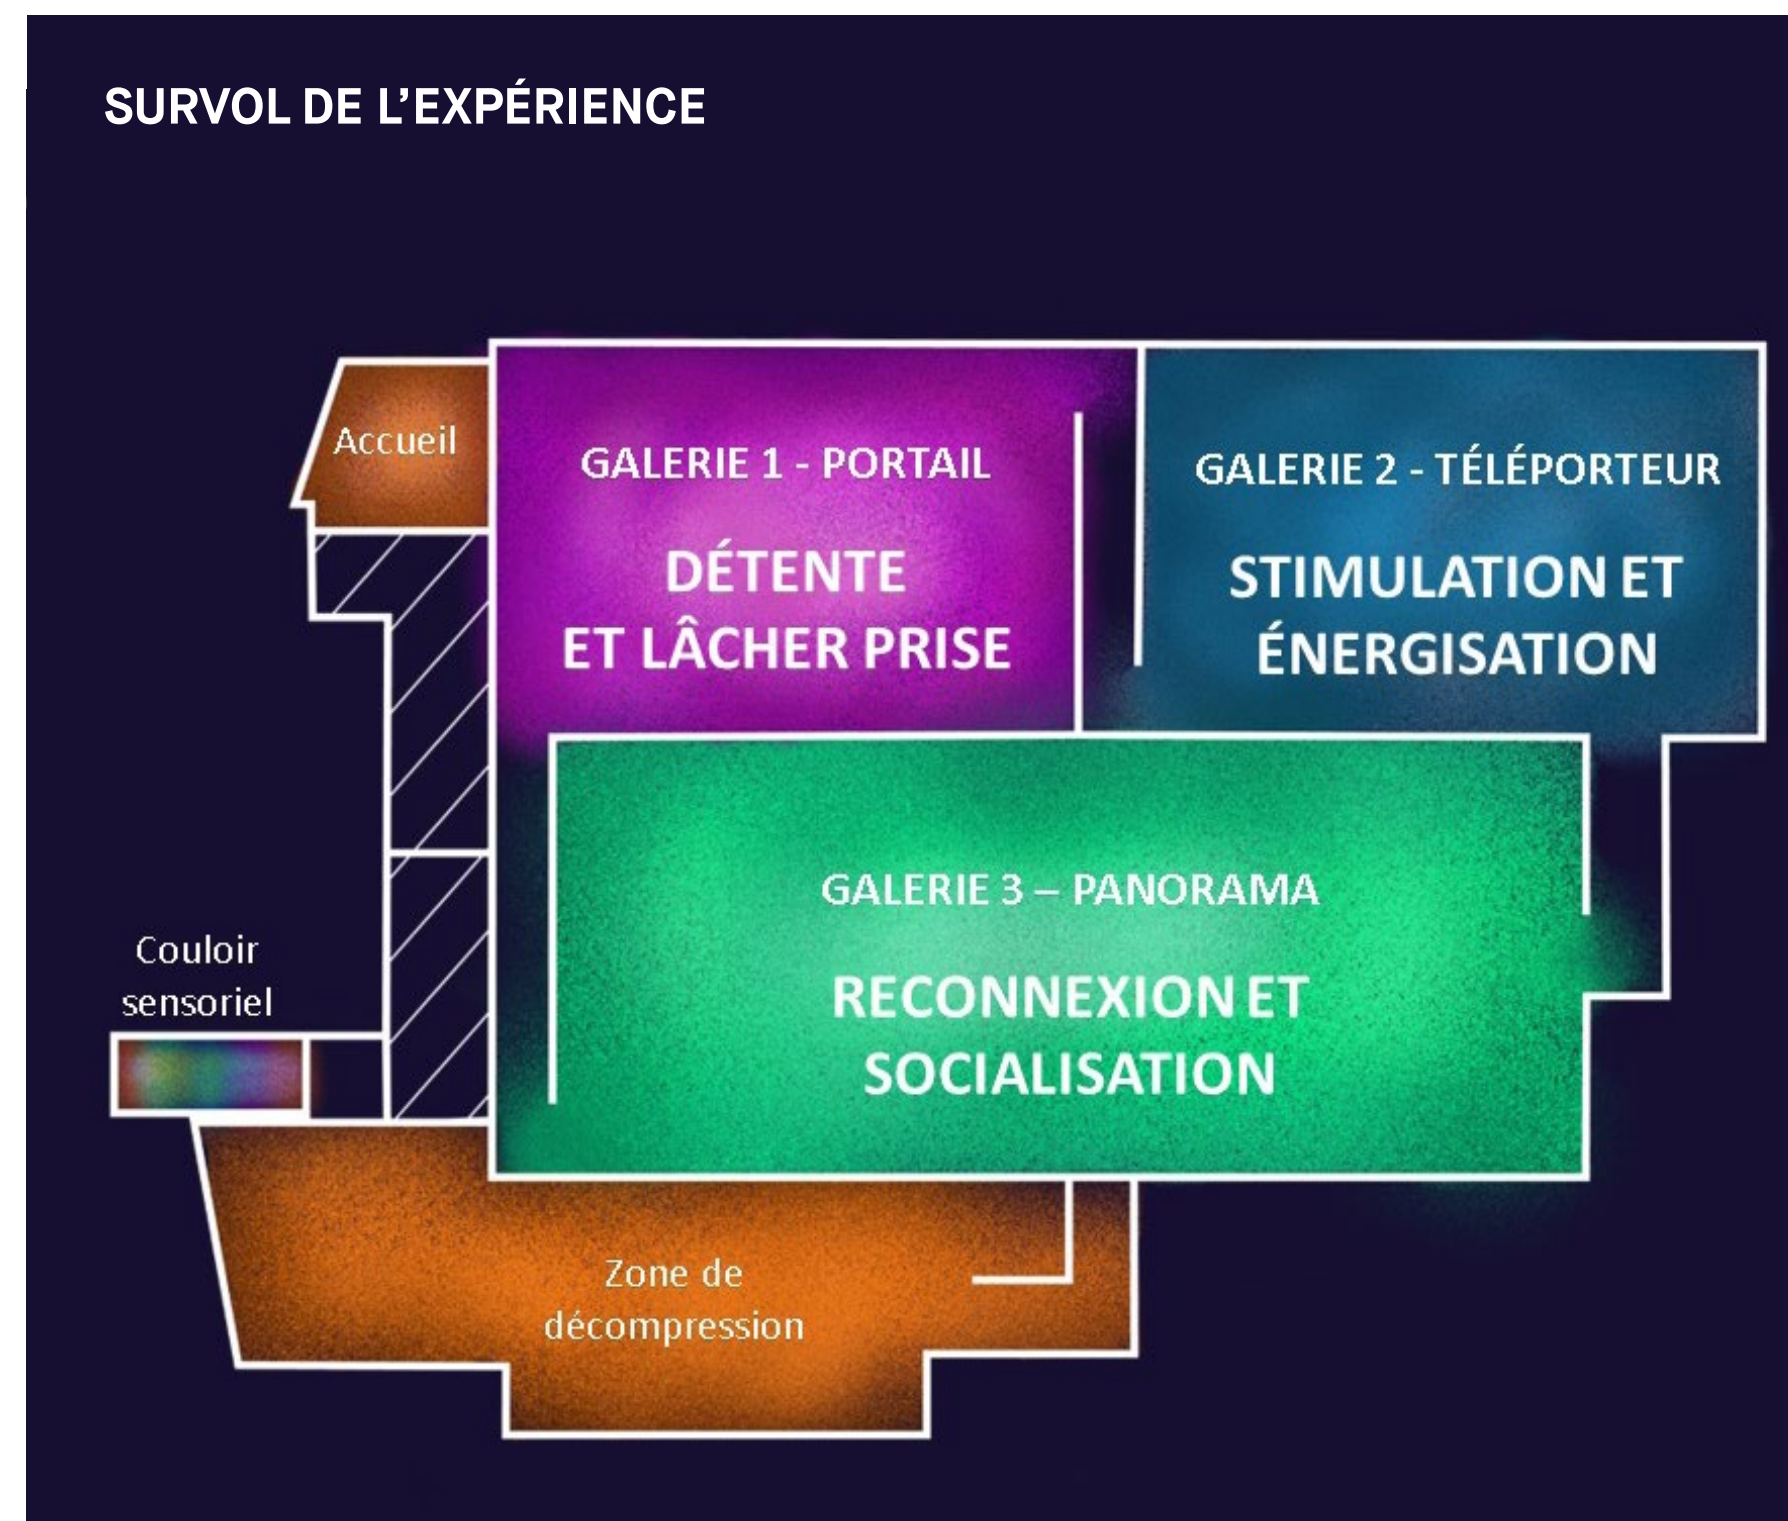 SURVOL DE L’EXPÉRIENCE
Accueil
GALERIE 1 - PORTAIL
DÉTENTE
ET LÂCHER PRISE
GALERIE 2 - TÉLÉPORTEUR
STIMULATION ET
ÉNERGISATION
GALERIE 3 – PANORAMA
RECONNEXION ET
SOCIALISATION
Couloir
sensoriel
Zone de
décompression